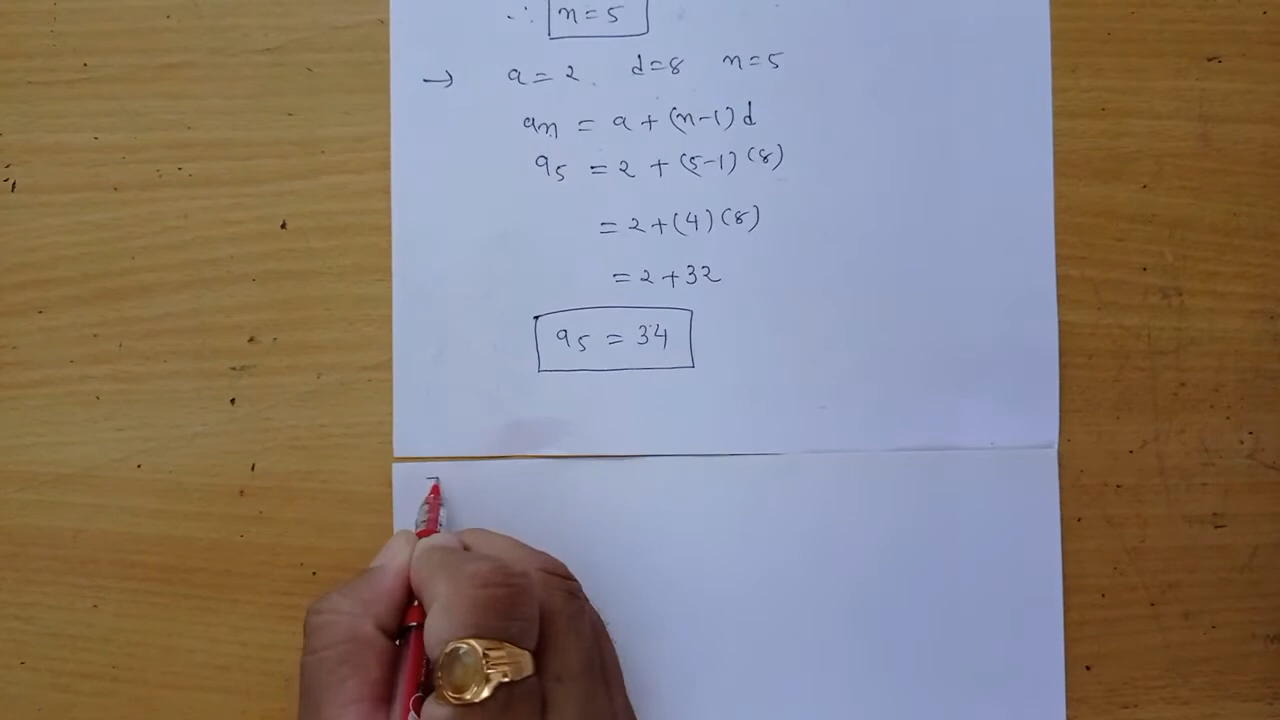 ∴ n=5
→ a=2. d=8 n=5
an = a+(n-1)d
a5 = 2 + (5-1)(8)
= 2+(4)(8)
= 2+32
a5 = 34